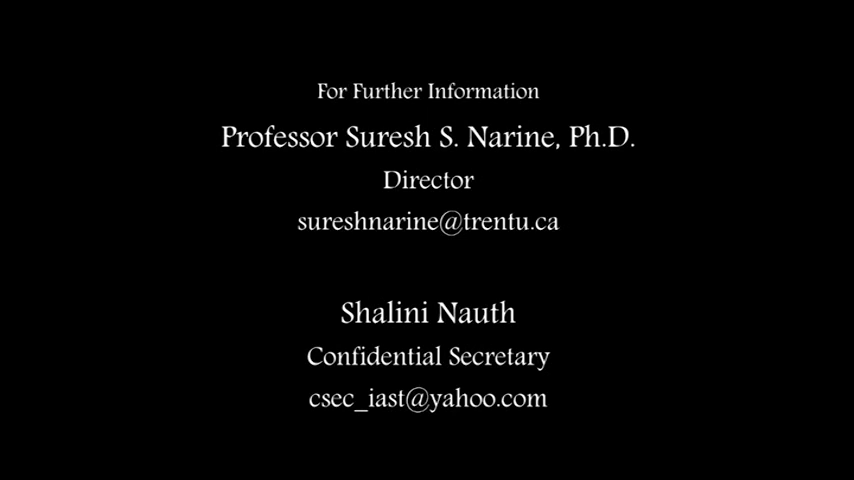 For Further Information
Professor Suresh S. Narine, Ph.D.
Director
sureshnarine@trentu.ca
Shalini Nauth
Confidential Secretary
csec_iast@yahoo.com